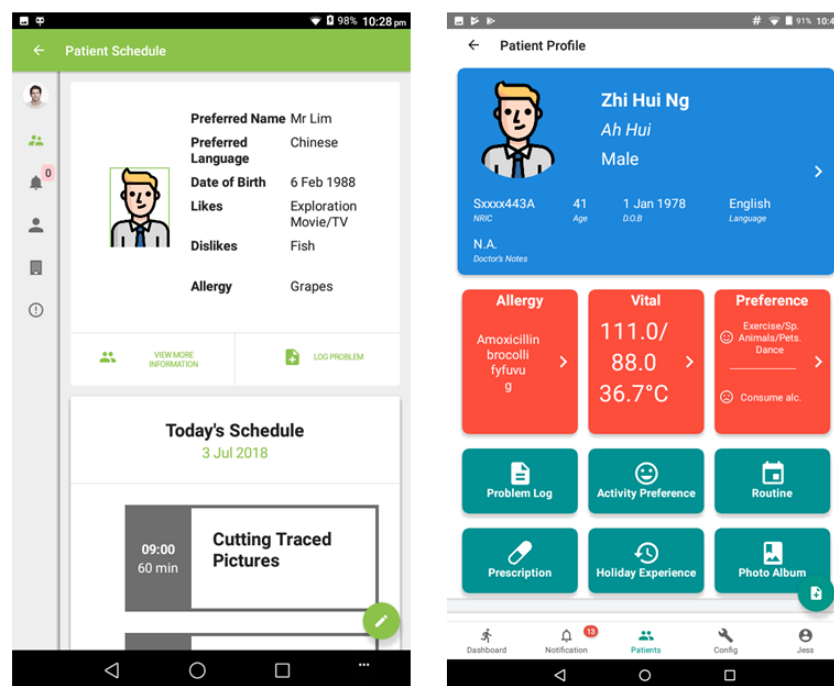 98% 10:28 pm
Patient Schedule
0
Preferred Name Mr Lim
Preferred Language Chinese
Date of Birth 6 Feb 1988
Likes Exploration
Movie/TV
Dislikes Fish
Allergy Grapes
VIEW MORE INFORMATION
LOG PROBLEM
Today's Schedule
3 Jul 2018
09:00
60 min
Cutting Traced
Pictures
# 91% 10:4
Patient Profile
Zhi Hui Ng
Ah Hui
Male
Sxxxx443A 41 1 Jan 1978 English
NRIC Age D.O.B Language
N.A.
Doctor's Notes
Allergy
Amoxicillin
brocolli
fyfuvu
g
Vital
111.0/
88.0
36.7°C
Preference
Exercise/Sp.
Animals/Pets.
Dance
Consume alc.
Problem Log
Activity Preference
Routine
Prescription
Holiday Experience
Photo Album
13
Dashboard Notification Patients Config Jess